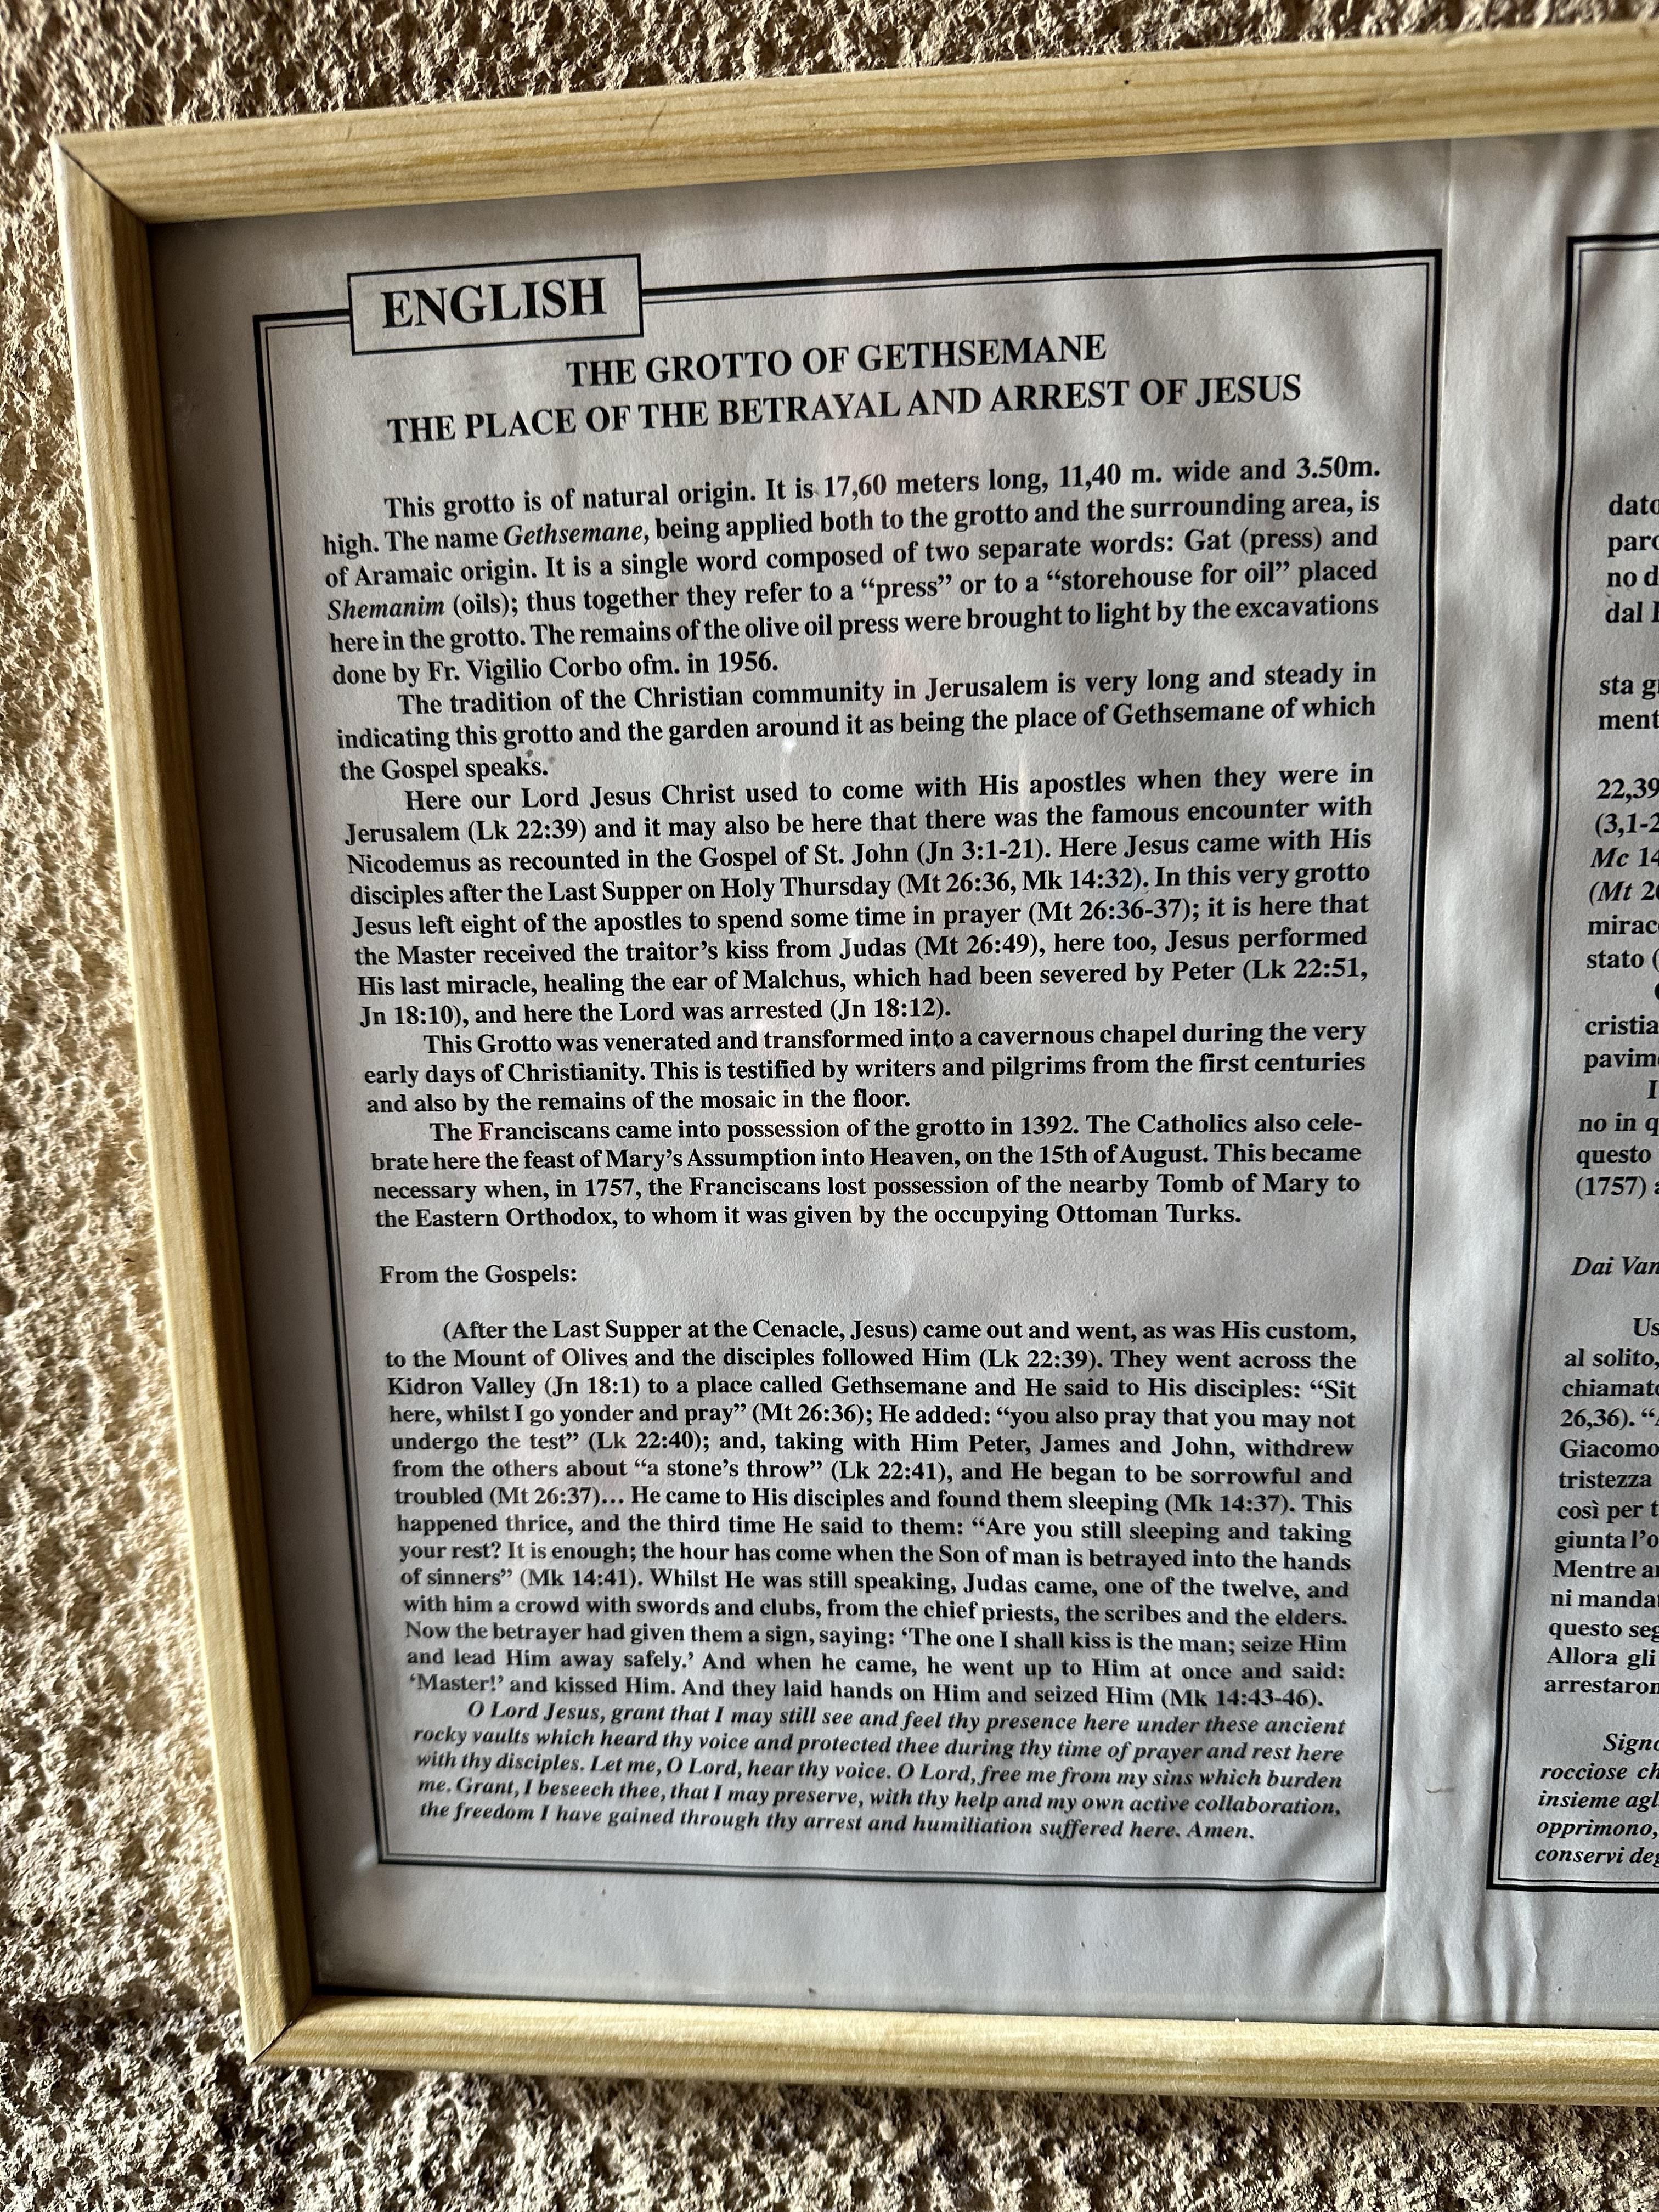 ENGLISH
THE GROTTO OF GETHSEMANE
THE PLACE OF THE BETRAYAL AND ARREST OF JESUS
This grotto is of natural origin. It is 17,60 meters long, 11,40 m. wide and 3.50m.
high. The name Gethsemane, being applied both to the grotto and the surrounding area, is
of Aramaic origin. It is a single word composed of two separate words: Gat (press) and
Shemanim (oils); thus together they refer to a “press” or to a “storehouse for oil” placed
here in the grotto. The remains of the olive oil press were brought to light by the excavations
done by Fr. Vigilio Corbo ofm. in 1956.
The tradition of the Christian community in Jerusalem is very long and steady in
indicating this grotto and the garden around it as being the place of Gethsemane of which
the Gospel speaks.
Here our Lord Jesus Christ used to come with His apostles when they were in
Jerusalem (Lk 22:39) and it may also be here that there was the famous encounter with
Nicodemus as recounted in the Gospel of St. John (Jn 3:1-21). Here Jesus came with His
disciples after the Last Supper on Holy Thursday (Mt 26:36, Mk 14:32). In this very grotto
Jesus left eight of the apostles to spend some time in prayer (Mt 26:36-37); it is here that
the Master received the traitor’s kiss from Judas (Mt 26:49), here too, Jesus performed
His last miracle, healing the ear of Malchus, which had been severed by Peter (Lk 22:51,
Jn 18:10), and here the Lord was arrested (Jn 18:12).
This Grotto was venerated and transformed into a cavernous chapel during the very
early days of Christianity. This is testified by writers and pilgrims from the first centuries
and also by the remains of the mosaic in the floor.
The Franciscans came into possession of the grotto in 1392. The Catholics also cele-
brate here the feast of Mary’s Assumption into Heaven, on the 15th of August. This became
necessary when, in 1757, the Franciscans lost possession of the nearby Tomb of Mary to
the Eastern Orthodox, to whom it was given by the occupying Ottoman Turks.
From the Gospels:
(After the Last Supper at the Cenacle, Jesus) came out and went, as was His custom,
to the Mount of Olives and the disciples followed Him (Lk 22:39). They went across the
Kidron Valley (Jn 18:1) to a place called Gethsemane and He said to His disciples: “Sit
here, whilst I go yonder and pray” (Mt 26:36); He added: “you also pray that you may not
undergo the test” (Lk 22:40); and, taking with Him Peter, James and John, withdrew
from the others about “a stone’s throw” (Lk 22:41), and He began to be sorrowful and
troubled (Mt 26:37)... He came to His disciples and found them sleeping (Mk 14:37). This
happened thrice, and the third time He said to them: “Are you still sleeping and taking
your rest? It is enough; the hour has come when the Son of man is betrayed into the hands
of sinners” (Mk 14:41). Whilst He was still speaking, Judas came, one of the twelve, and
with him a crowd with swords and clubs, from the chief priests, the scribes and the elders.
Now the betrayer had given them a sign, saying: ‘The one I shall kiss is the man; seize Him
and lead Him away safely.’ And when he came, he went up to Him at once and said:
‘Master!’ and kissed Him. And they laid hands on Him and seized Him (Mk 14:43-46).
O Lord Jesus, grant that I may still see and feel thy presence here under these ancient
rocky vaults which heard thy voice and protected thee during thy time of prayer and rest here
with thy disciples. Let me, O Lord, hear thy voice. O Lord, free me from my sins which burden
me. Grant, I beseech thee, that I may preserve, with thy help and my own active collaboration,
the freedom I have gained through thy arrest and humiliation suffered here. Amen.
no d
dal
sta
22,39
(3,1-2
Mc 14
(Mt 26
stato (
no in q
questo
(1757) a
Dai Van
Us
al solito,
26,36). “
Giacomo
tristezza
così per t
giunta l’o
Mentre
questo
Allora gli
rocciose
opprimono,